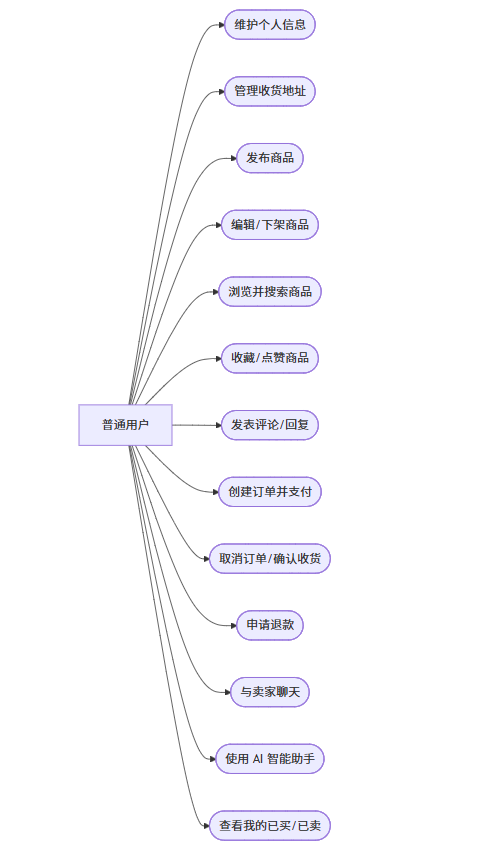 维护个人信息
管理收货地址
发布商品
编辑/下架商品
浏览并搜索商品
收藏/点赞商品
普通用户
发表评论/回复
创建订单并支付
取消订单/确认收货
申请退款
与卖家聊天
使用 AI 智能助手
查看我的已买/已卖